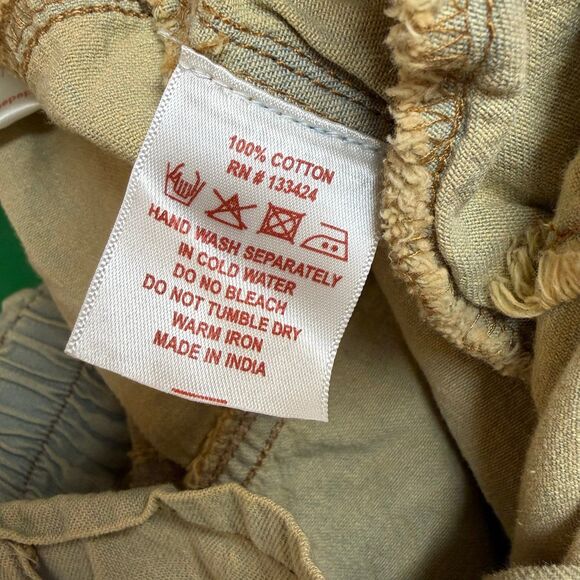 100% COTTON
RN # 133424
HAND WASH SEPARATELY
IN COLD WATER
DO NO BLEACH
DO NOT TUMBLE DRY
WARM IRON
MADE IN INDIA